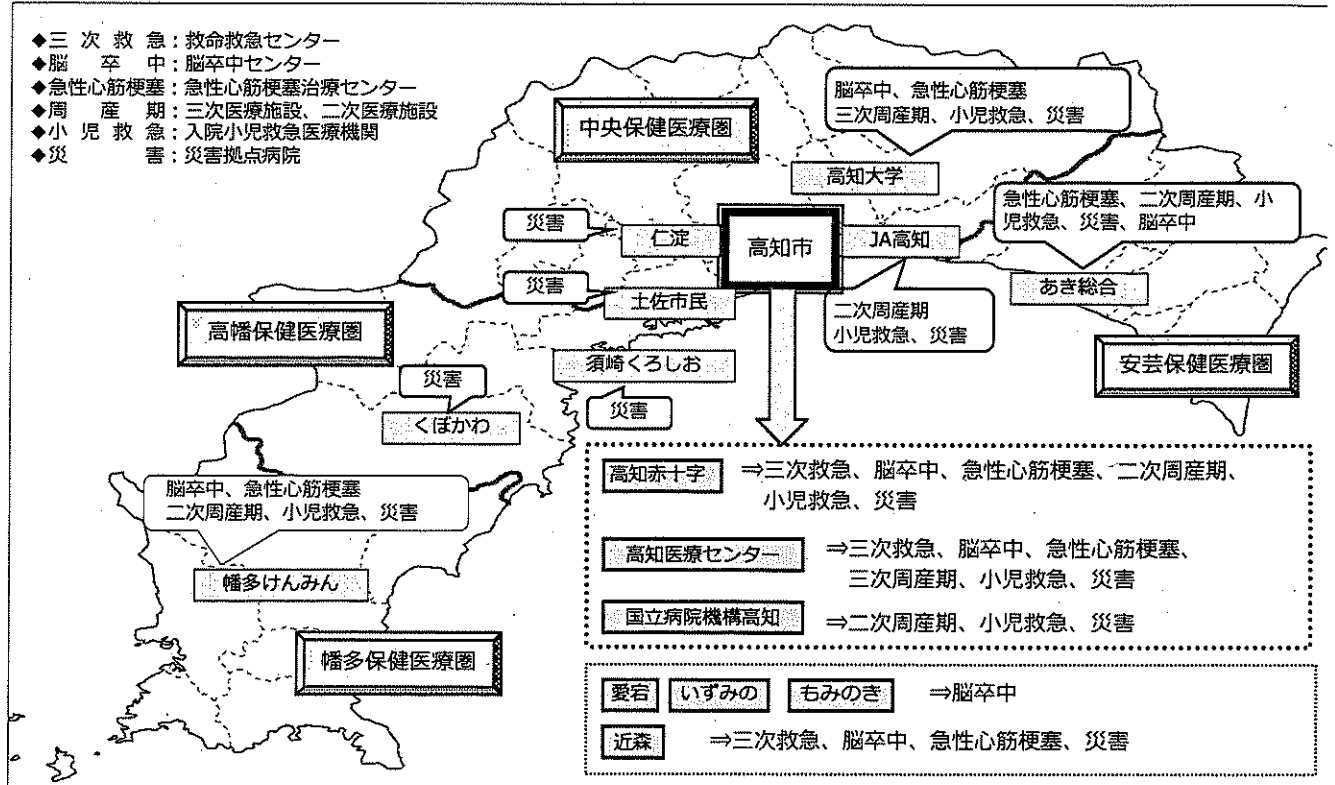 ◆三次救急：救命救急センター
◆脳卒中：脳卒中センター
◆急性心筋梗塞：急性心筋梗塞治療センター
◆周産期：三次医療施設、二次医療施設
◆小児救急：入院小児救急医療機関
◆災害：災害拠点病院
中央保健医療圏
脳卒中、急性心筋梗塞
三次周産期、小児救急、災害
高知大学
急性心筋梗塞、二次周産期、小
児救急、災害、脳卒中
あき総合
災害
仁淀
高知市
JA高知
災害
土佐市民
二次周産期
小児救急、災害
高幡保健医療圏
須崎くろしお
災害
安芸保健医療圏
災害
くぼかわ
脳卒中、急性心筋梗塞
二次周産期、小児救急、災害
幡多けんみん
幡多保健医療圏
高知赤十字 ⇒三次救急、脳卒中、急性心筋梗塞、二次周産期、
小児救急、災害
高知医療センター ⇒三次救急、脳卒中、急性心筋梗塞、
三次周産期、小児救急、災害
国立病院機構高知 ⇒二次周産期、小児救急、災害
愛宕 いずみの もみのき ⇒脳卒中
近森 ⇒三次救急、脳卒中、急性心筋梗塞、災害